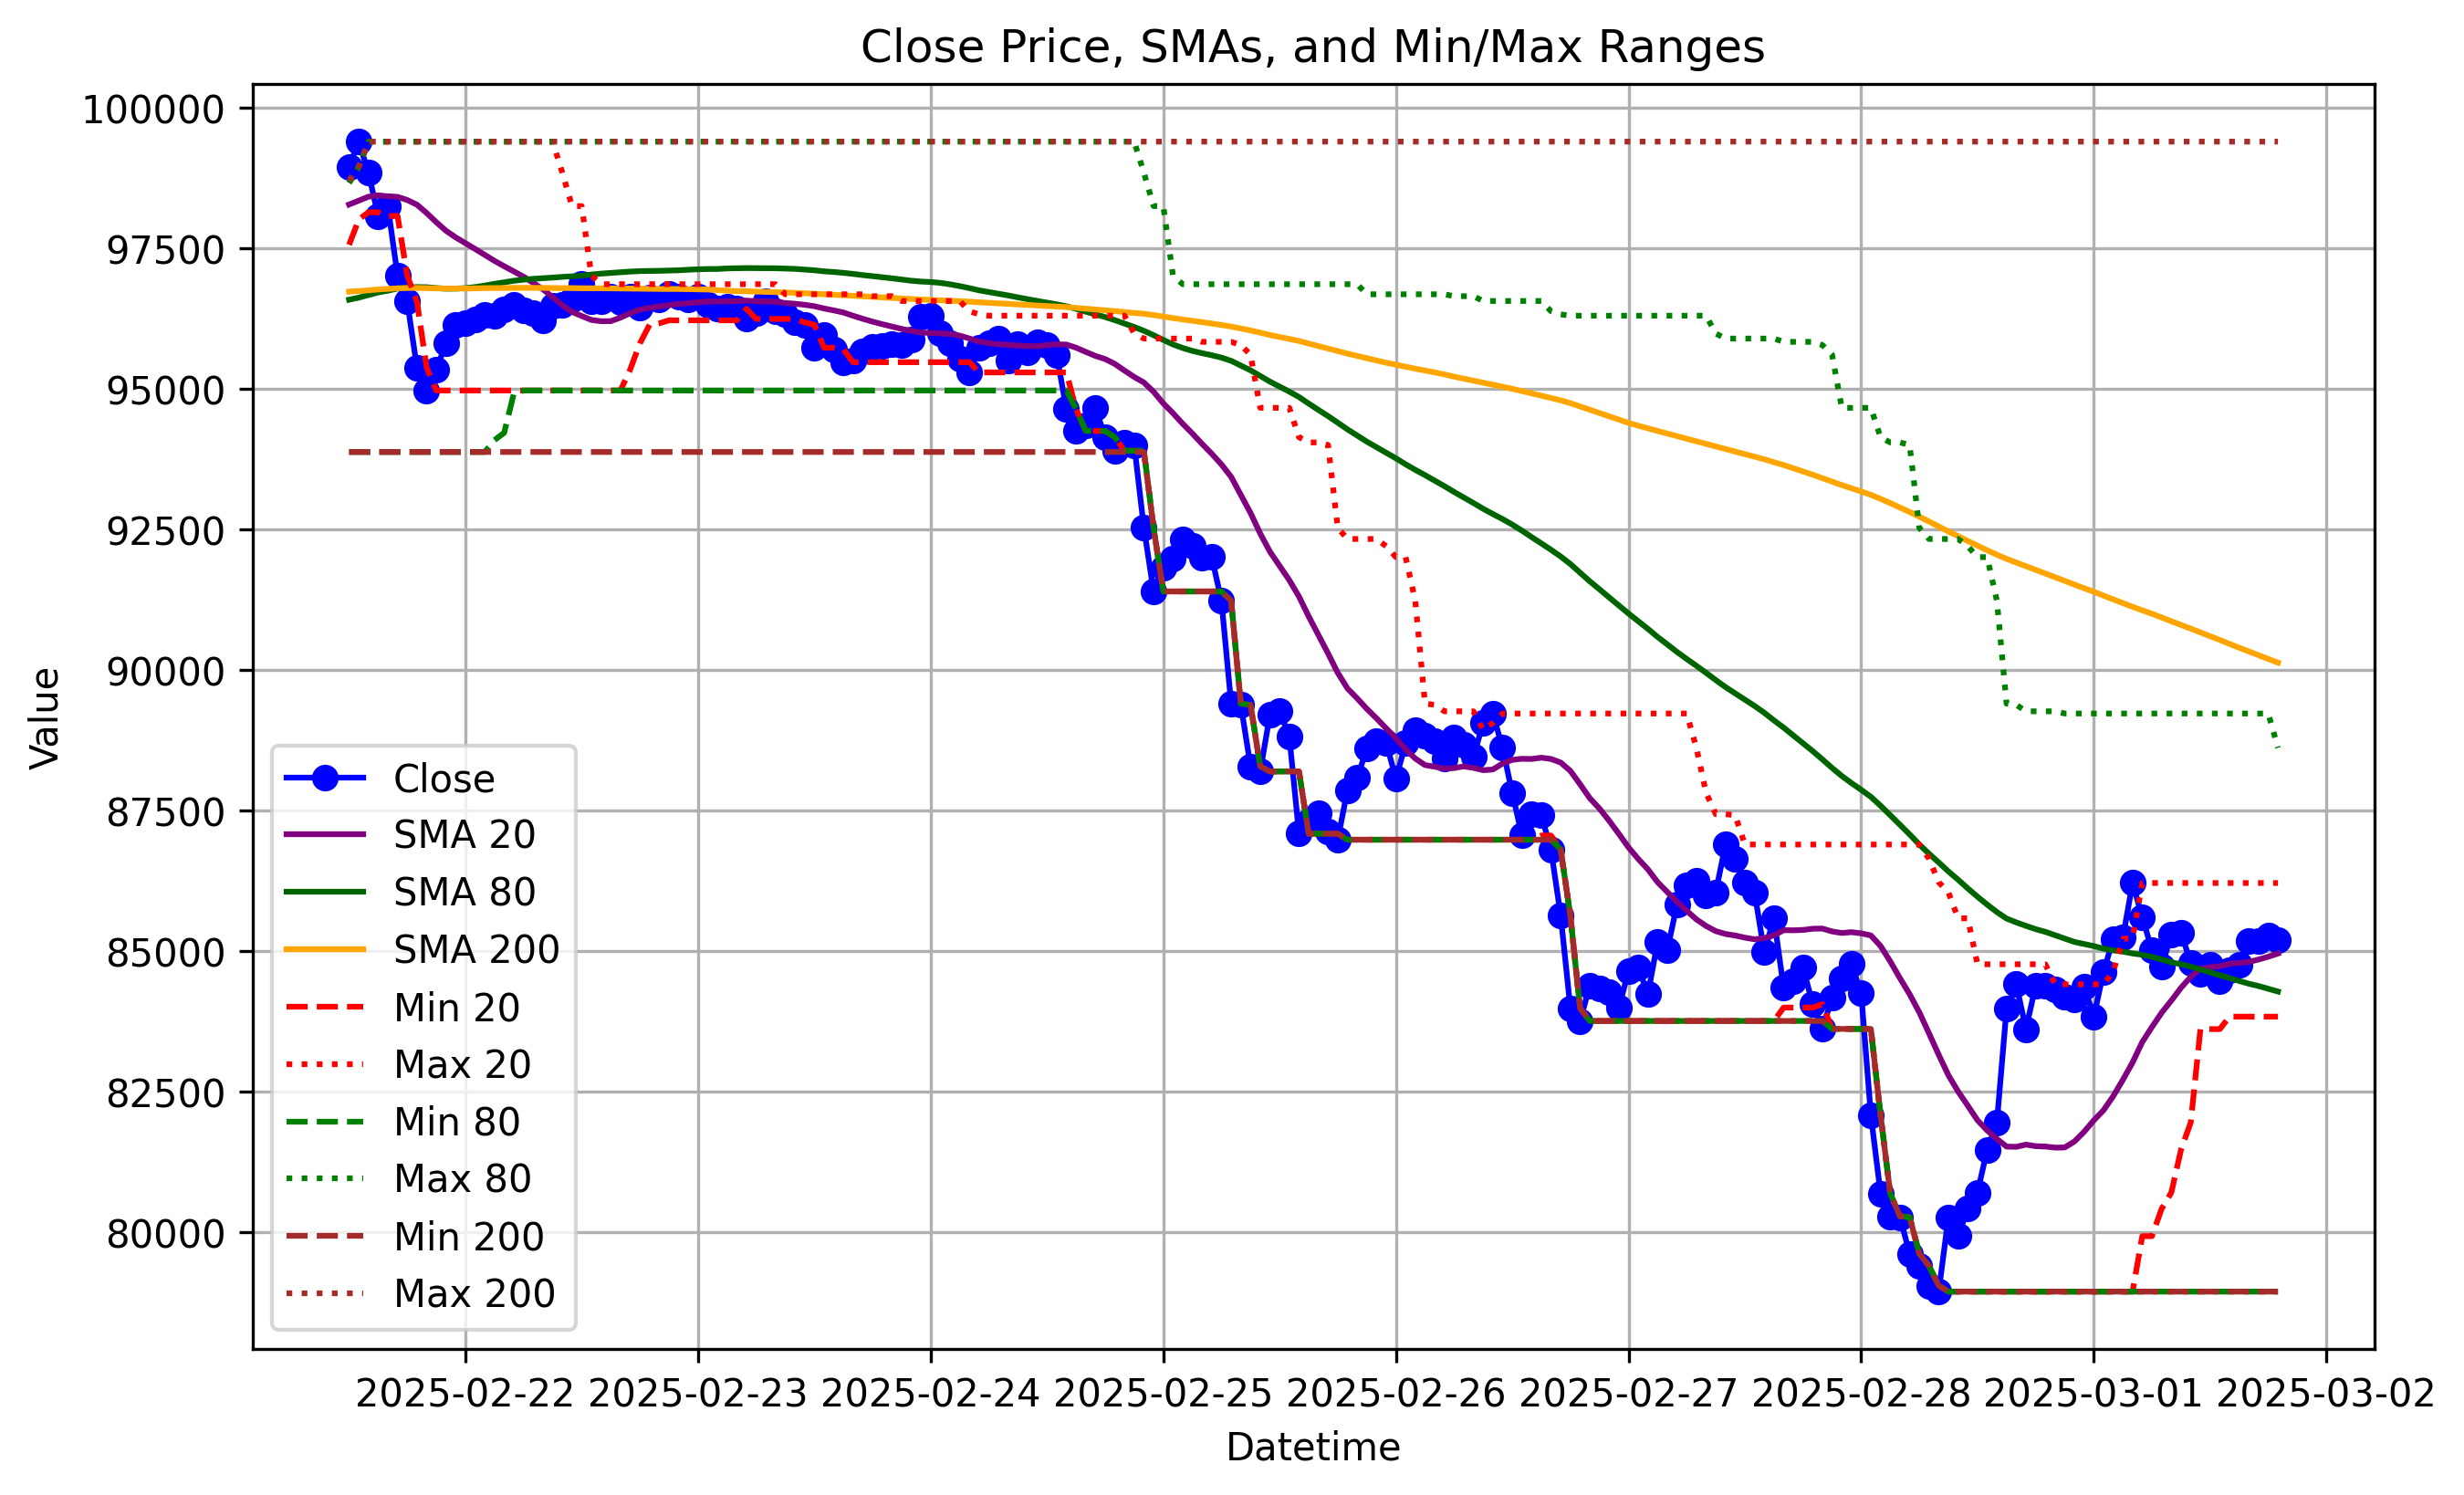 Close Price, SMAs, and Min/Max Ranges
100000
97500
95000
92500
90000
87500
85000
82500
80000
Value
Close
SMA 20
SMA 80
SMA 200
Min 20
Max 20
Min 80
Max 80
Min 200
Max 200
2025-02-22 2025-02-23 2025-02-24 2025-02-25 2025-02-26 2025-02-27 2025-02-28 2025-03-01 2025-03-02
Datetime